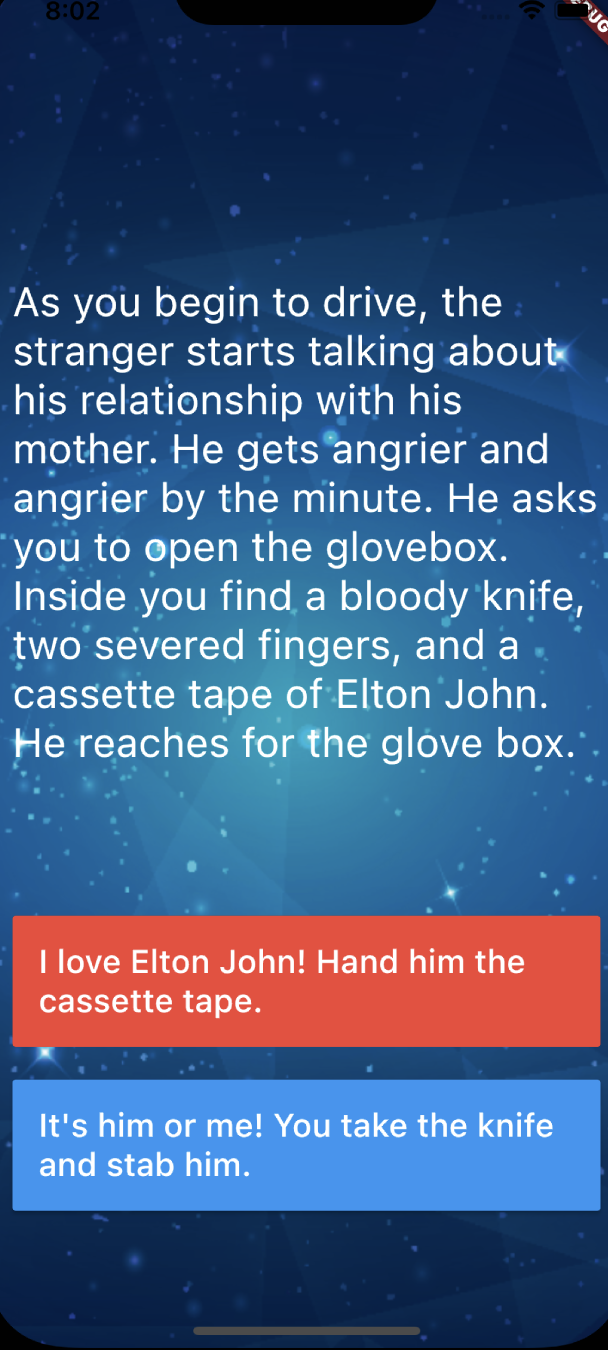 8:02
As you begin to drive, the
stranger starts talking about
his relationship with his
mother. He gets angrier and
angrier by the minute. He asks
you to open the glovebox.
Inside you find a bloody knife,
two severed fingers, and a
cassette tape of Elton John.
He reaches for the glove box.
I love Elton John! Hand him the
cassette tape.
It's him or me! You take the knife
and stab him.